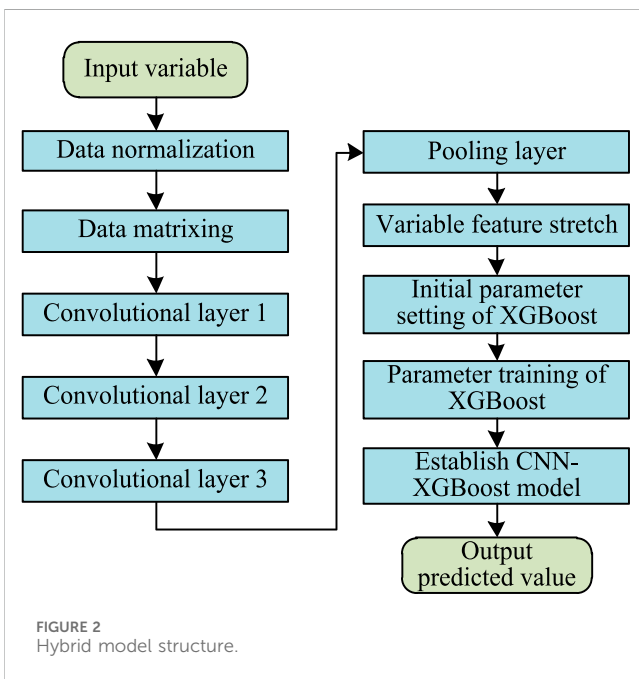 Input variable
Data normalization
Data matrixing
Convolutional layer 1
Convolutional layer 2
Convolutional layer 3
Pooling layer
Variable feature stretch
Initial parameter
setting of XGBoost
Parameter training of
XGBoost
Establish CNN-
XGBoost model
Output
predicted value
FIGURE 2
Hybrid model structure.